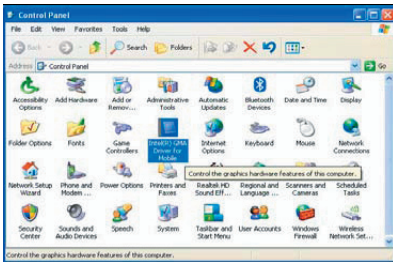 Control Panel
File Edit View Favorites Tools Help
Back Search Folders
Address Control Panel Go
Accessibility Options Add Hardware Add or Remov... Administrative Tools Automatic Updates Bluetooth Devices Date and Time Display
Folder Options Fonts Game Controllers Intel(R) GMA Driver for Mobile Internet Options Keyboard Mouse Network Connections
Control the graphics hardware features of this computer.
Network Setup Wizard Phone and Modem ... Power Options Printers and Faxes Realtek HD Sound Eff... Regional and Language ... Scanners and Cameras Scheduled Tasks
Security Center Sounds and Audio Devices Speech System Taskbar and Start Menu User Accounts Windows Firewall Wireless Network Set...
Control the graphics hardware features of this computer.